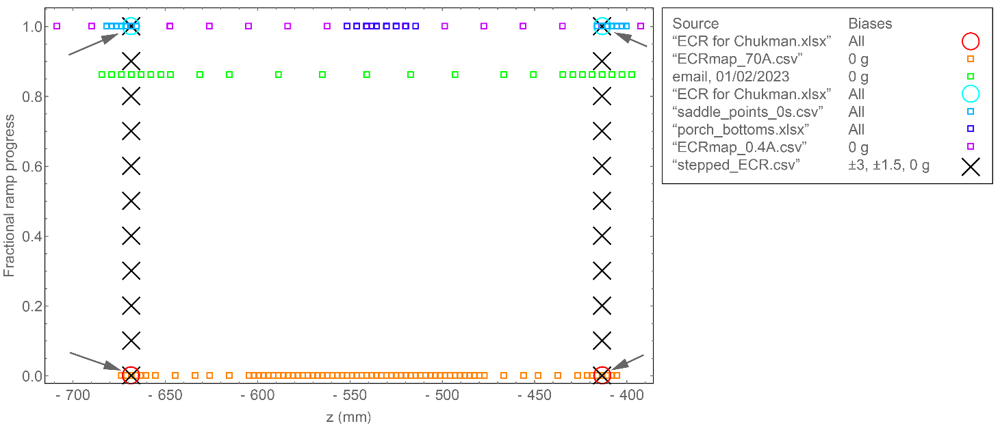 Fractional ramp progress
1.0
0.8
0.6
0.4
0.2
0.0
- 700 - 650 - 600 - 550 - 500 - 450 - 400
z (mm)
Source Biases
“ECR for Chukman.xlsx” All
“ECRmap_70A.csv” 0 g
email, 01/02/2023 0 g
“ECR for Chukman.xlsx” All
“saddle_points_0s.csv” All
“porch_bottoms.xlsx” All
“ECRmap_0.4A.csv” 0 g
“stepped_ECR.csv” ±3, ±1.5, 0 g